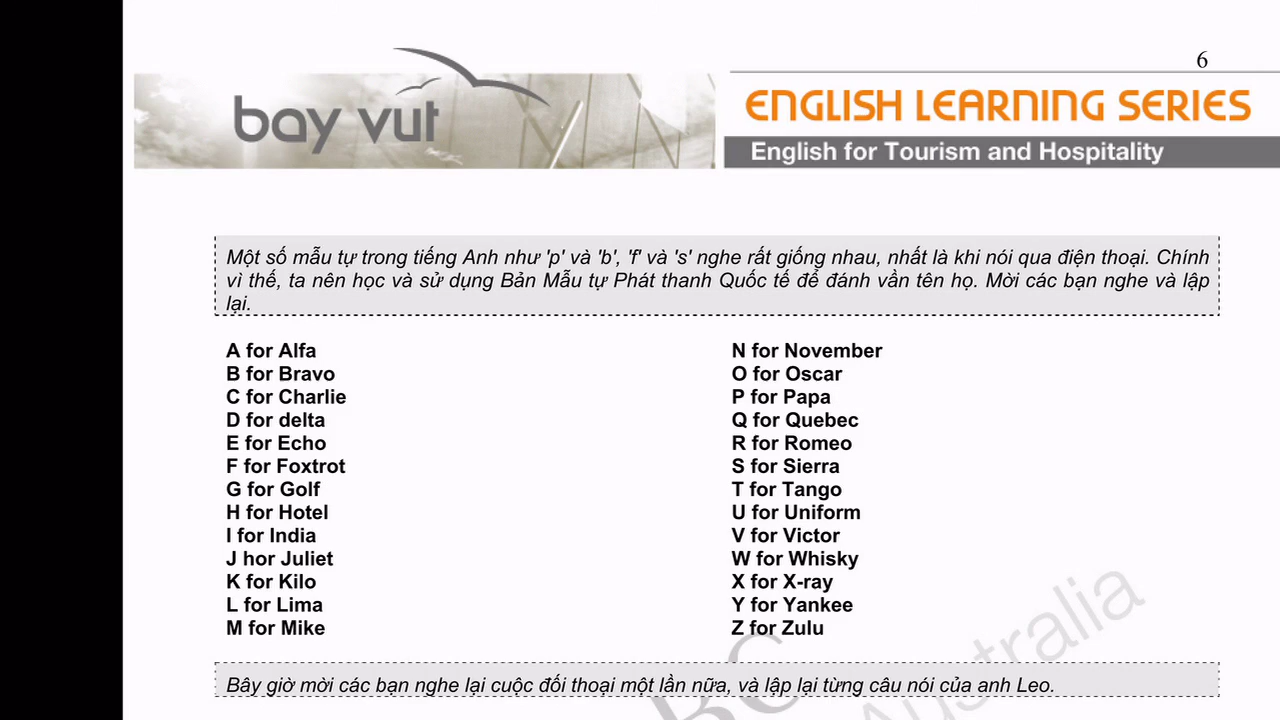 6
bay vut
ENGLISH LEARNING SERIES
English for Tourism and Hospitality
Một số mẫu tự trong tiếng Anh như 'p' và 'b', 'f' và 's' nghe rất giống nhau, nhất là khi nói qua điện thoại. Chính
vì thế, ta nên học và sử dụng Bản Mẫu tự Phát thanh Quốc tế để đánh vần tên họ. Mời các bạn nghe và lập
lại.
A for Alfa
B for Bravo
C for Charlie
D for delta
E for Echo
F for Foxtrot
G for Golf
H for Hotel
I for India
J hor Juliet
K for Kilo
L for Lima
M for Mike
N for November
O for Oscar
P for Papa
Q for Quebec
R for Romeo
S for Sierra
T for Tango
U for Uniform
V for Victor
W for Whisky
X for X-ray
Y for Yankee
Z for Zulu
Bây giờ mời các bạn nghe lại cuộc đối thoại một lần nữa, và lập lại từng câu nói của anh Leo.
Australia